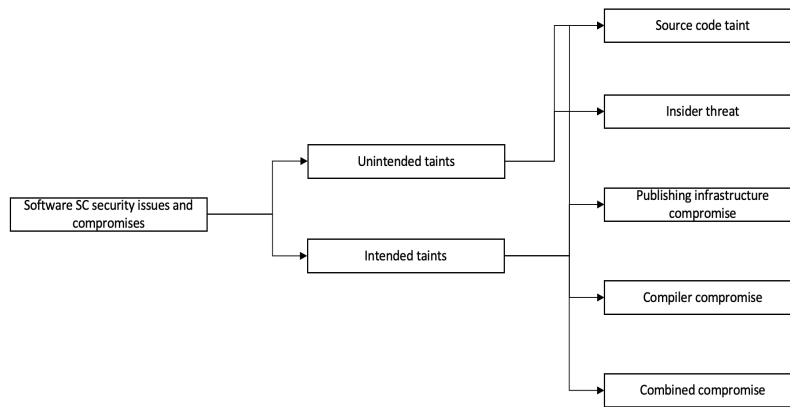 Source code taint
Insider threat
Unintended taints
Software SC security issues and
compromises
Publishing infrastructure
compromise
Intended taints
Compiler compromise
Combined compromise